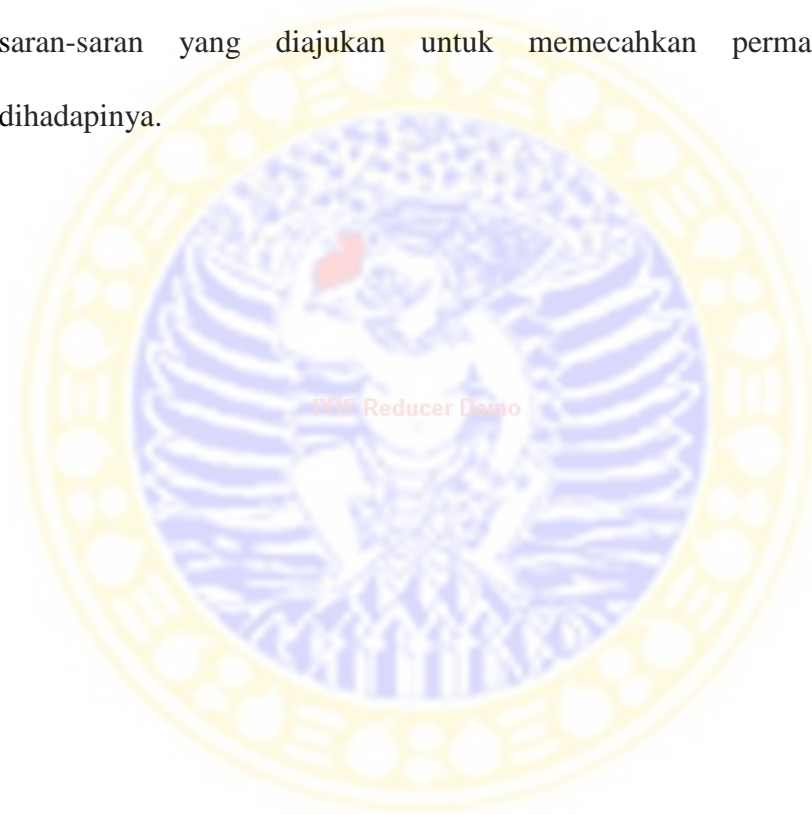 saran-saran yang diajukan untuk memecahkan perma
dihadapinya.
PDF Reducer Demo